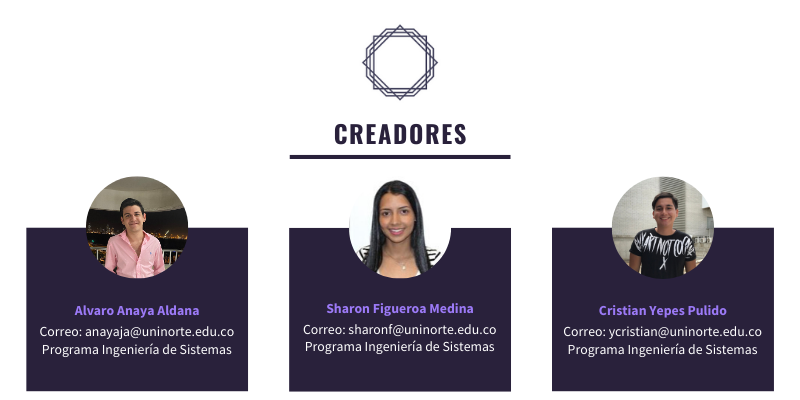 CREADORES
Alvaro Anaya Aldana
Correo: anayaja@uninorte.edu.co
Programa Ingeniería de Sistemas
Sharon Figueroa Medina
Correo: sharonf@uninorte.edu.co
Programa Ingeniería de Sistemas
Cristian Yepes Pulido
Correo: ycristian@uninorte.edu.co
Programa Ingeniería de Sistemas